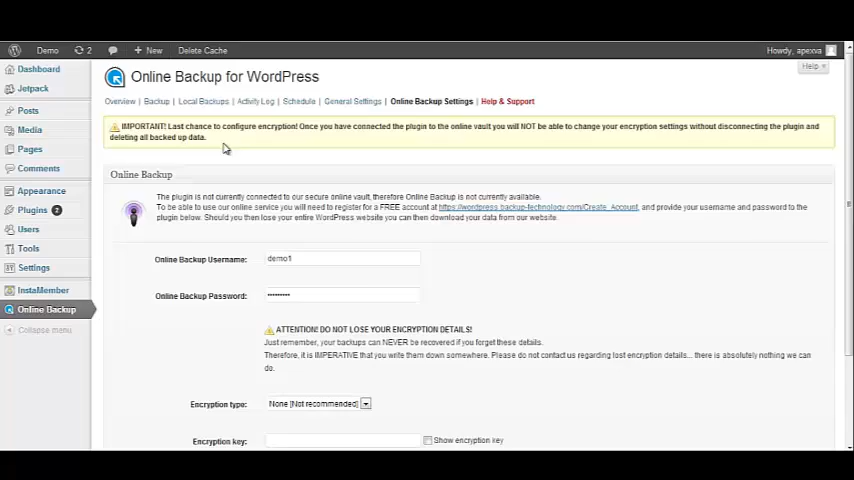 Demo 2 + New Delete Cache Howdy, apexva
Help
Dashboard
Jetpack
Posts
Media
Pages
Comments
Appearance
Plugins 2
Users
Tools
Settings
InstaMember
Online Backup
Collapse menu
Online Backup for WordPress
Overview | Backup | Local Backups | Activity Log | Schedule | General Settings | Online Backup Settings | Help & Support
IMPORTANT! Last chance to configure encryption! Once you have connected the plugin to the online vault you will NOT be able to change your encryption settings without disconnecting the plugin and
deleting all backed up data.
Online Backup
The plugin is not currently connected to our secure online vault, therefore Online Backup is not currently available.
To be able to use our online service you will need to register for a FREE account at https://wordpress.backup-technology.com/Create_Account, and provide your username and password to the
plugin below. Should you then lose your entire WordPress website you can then download your data from our website.
Online Backup Username: demo1
Online Backup Password: •••••••••
ATTENTION! DO NOT LOSE YOUR ENCRYPTION DETAILS!
Just remember, your backups can NEVER be recovered if you forget these details.
Therefore, it is IMPERATIVE that you write them down somewhere. Please do not contact us regarding lost encryption details... there is absolutely nothing we can
do.
Encryption type: None [Not recommended]
Encryption key: Show encryption key